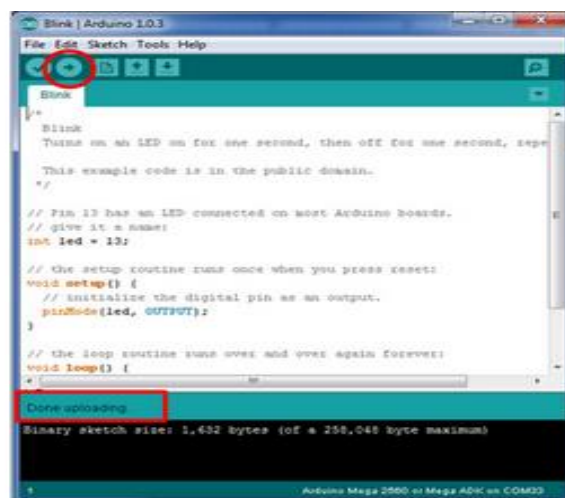 Blink | Arduino 1.0.3
File Edit Sketch Tools Help
Blink
/*
Blink
Turns on an LED on for one second, then off for one second, repe
This example code is in the public domain.
*/
// Pin 13 has an LED connected on most Arduino boards.
// give it a name:
int led = 13;
// the setup routine runs once when you press reset:
void setup() {
// initialize the digital pin as an output.
pinMode(led, OUTPUT);
}
// the loop routine runs over and over again forever:
void loop() {
Done uploading.
Binary sketch size: 1,632 bytes (of a 258,048 byte maximum)
1
Arduino Mega 2560 or Mega ADK on COM33